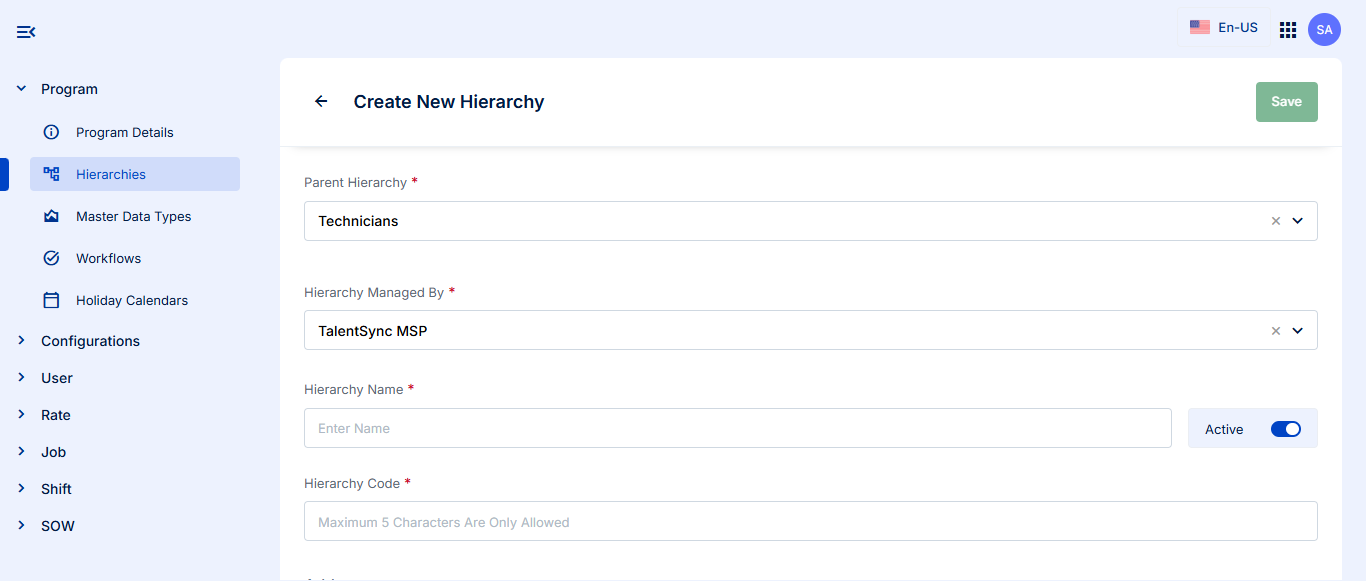 En-US
SA
Program
Program Details
Hierarchies
Master Data Types
Workflows
Holiday Calendars
Configurations
User
Rate
Job
Shift
SOW
Create New Hierarchy
Save
Parent Hierarchy *
Technicians
Hierarchy Managed By *
TalentSync MSP
Hierarchy Name *
Enter Name
Active
Hierarchy Code *
Maximum 5 Characters Are Only Allowed